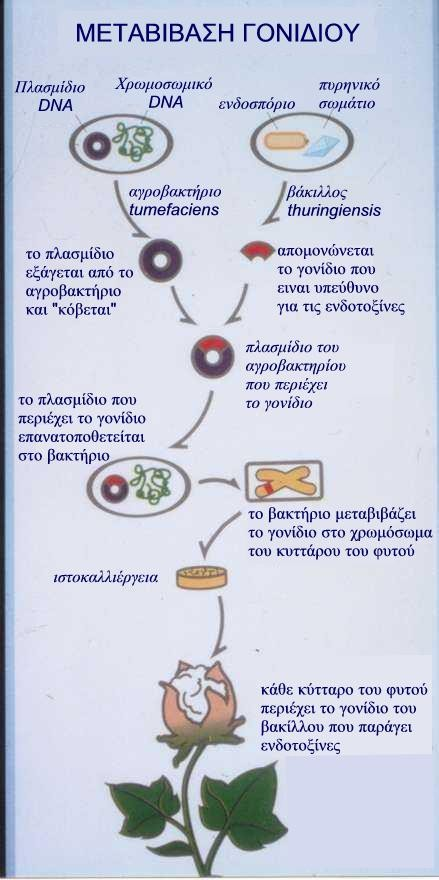 ΜΕΤΑΒΙΒΑΣΗ ΓΟΝΙΔΙΟΥ
Πλασμίδιο
DNA
Χρωμοσωμικό
DNA
ενδοσπόριο
πυρηνικό
σωμάτιο
αγροβακτήριο
tumefaciens
βάκιλλος
thuringiensis
το πλασμίδιο
εξάγεται από το
αγροβακτήριο
και "κόβεται"
απομονώνεται
το γονίδιο που
ειναι υπεύθυνο
για τις ενδοτοξίνες
πλασμίδιο του
αγροβακτηρίου
που περιέχει
το γονίδιο
το πλασμίδιο που
περιέχει το γονίδιο
επανατοποθετείται
στο βακτήριο
το βακτήριο μεταβιβάζει
το γονίδιο στο χρωμόσωμα
του κυττάρου του φυτού
ιστοκαλλιέργεια
κάθε κύτταρο του φυτού
περιέχει το γονίδιο του
βακίλλου που παράγει
ενδοτοξίνες